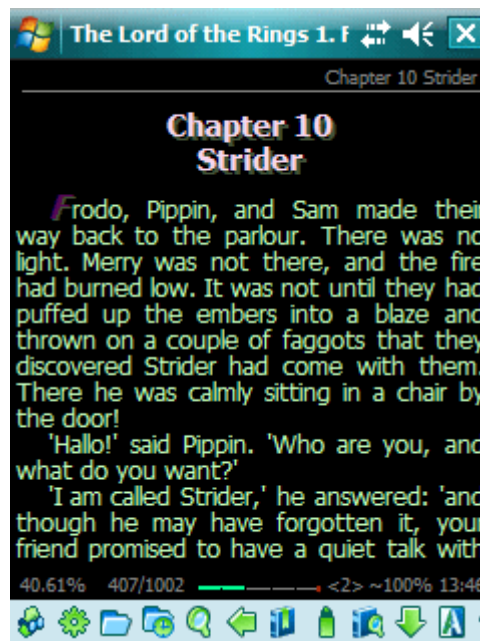 The Lord of the Rings 1. F
Chapter 10 Strider
Chapter 10
Strider
Frodo, Pippin, and Sam made their
way back to the parlour. There was no
light. Merry was not there, and the fire
had burned low. It was not until they had
puffed up the embers into a blaze and
thrown on a couple of faggots that they
discovered Strider had come with them.
There he was calmly sitting in a chair by
the door!
'Hallo!' said Pippin. 'Who are you, and
what do you want?'
'I am called Strider,' he answered: 'and
though he may have forgotten it, your
friend promised to have a quiet talk with
40.61% 407/1002 <2> ~100% 13:46